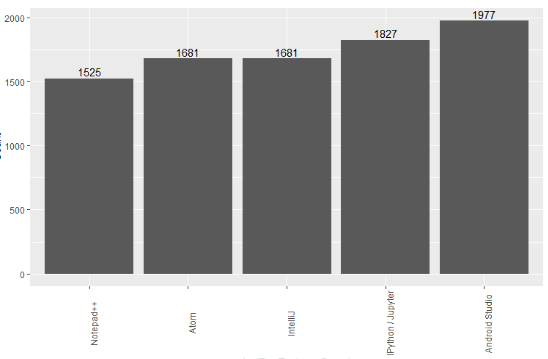 2000
1500
1000
500
0
1525
1681
1681
1827
1977
Notepad++
Atom
IntelliJ
IPython / Jupyter
Android Studio